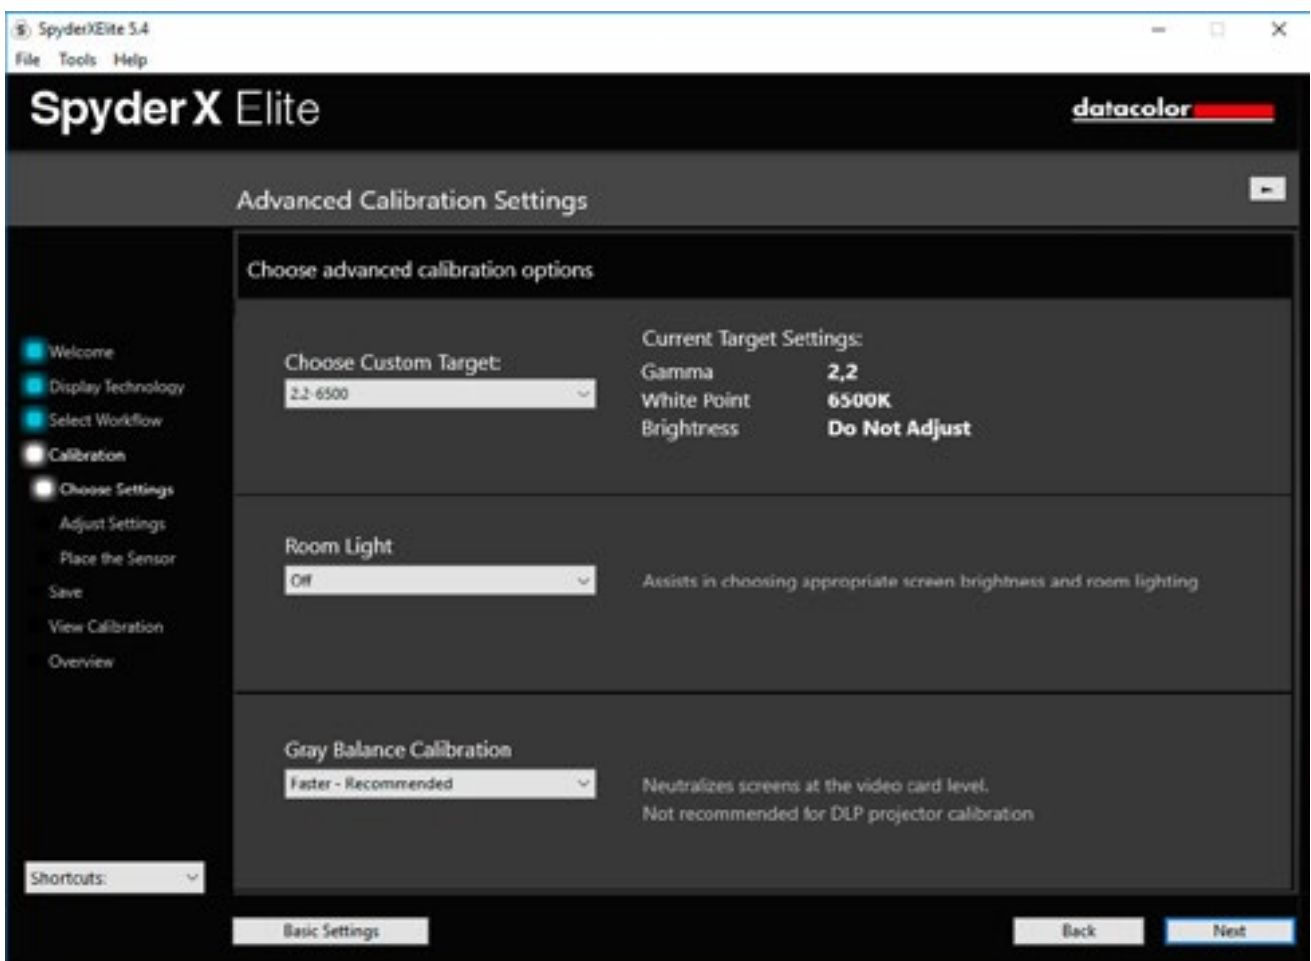 SpyderXElite 5.4
File Tools Help
SpyderX Elite
datacolor
Advanced Calibration Settings
Choose advanced calibration options
Welcome
Display Technology
Select Workflow
Calibration
Choose Settings
Adjust Settings
Place the Sensor
Save
View Calibration
Overview
Shortcuts:
Choose Custom Target:
2.2-6500
Current Target Settings:
Gamma 2,2
White Point 6500K
Brightness Do Not Adjust
Room Light
Off
Assists in choosing appropriate screen brightness and room lighting
Gray Balance Calibration
Faster - Recommended
Neutralizes screens at the video card level.
Not recommended for DLP projector calibration
Basic Settings
Back
Next